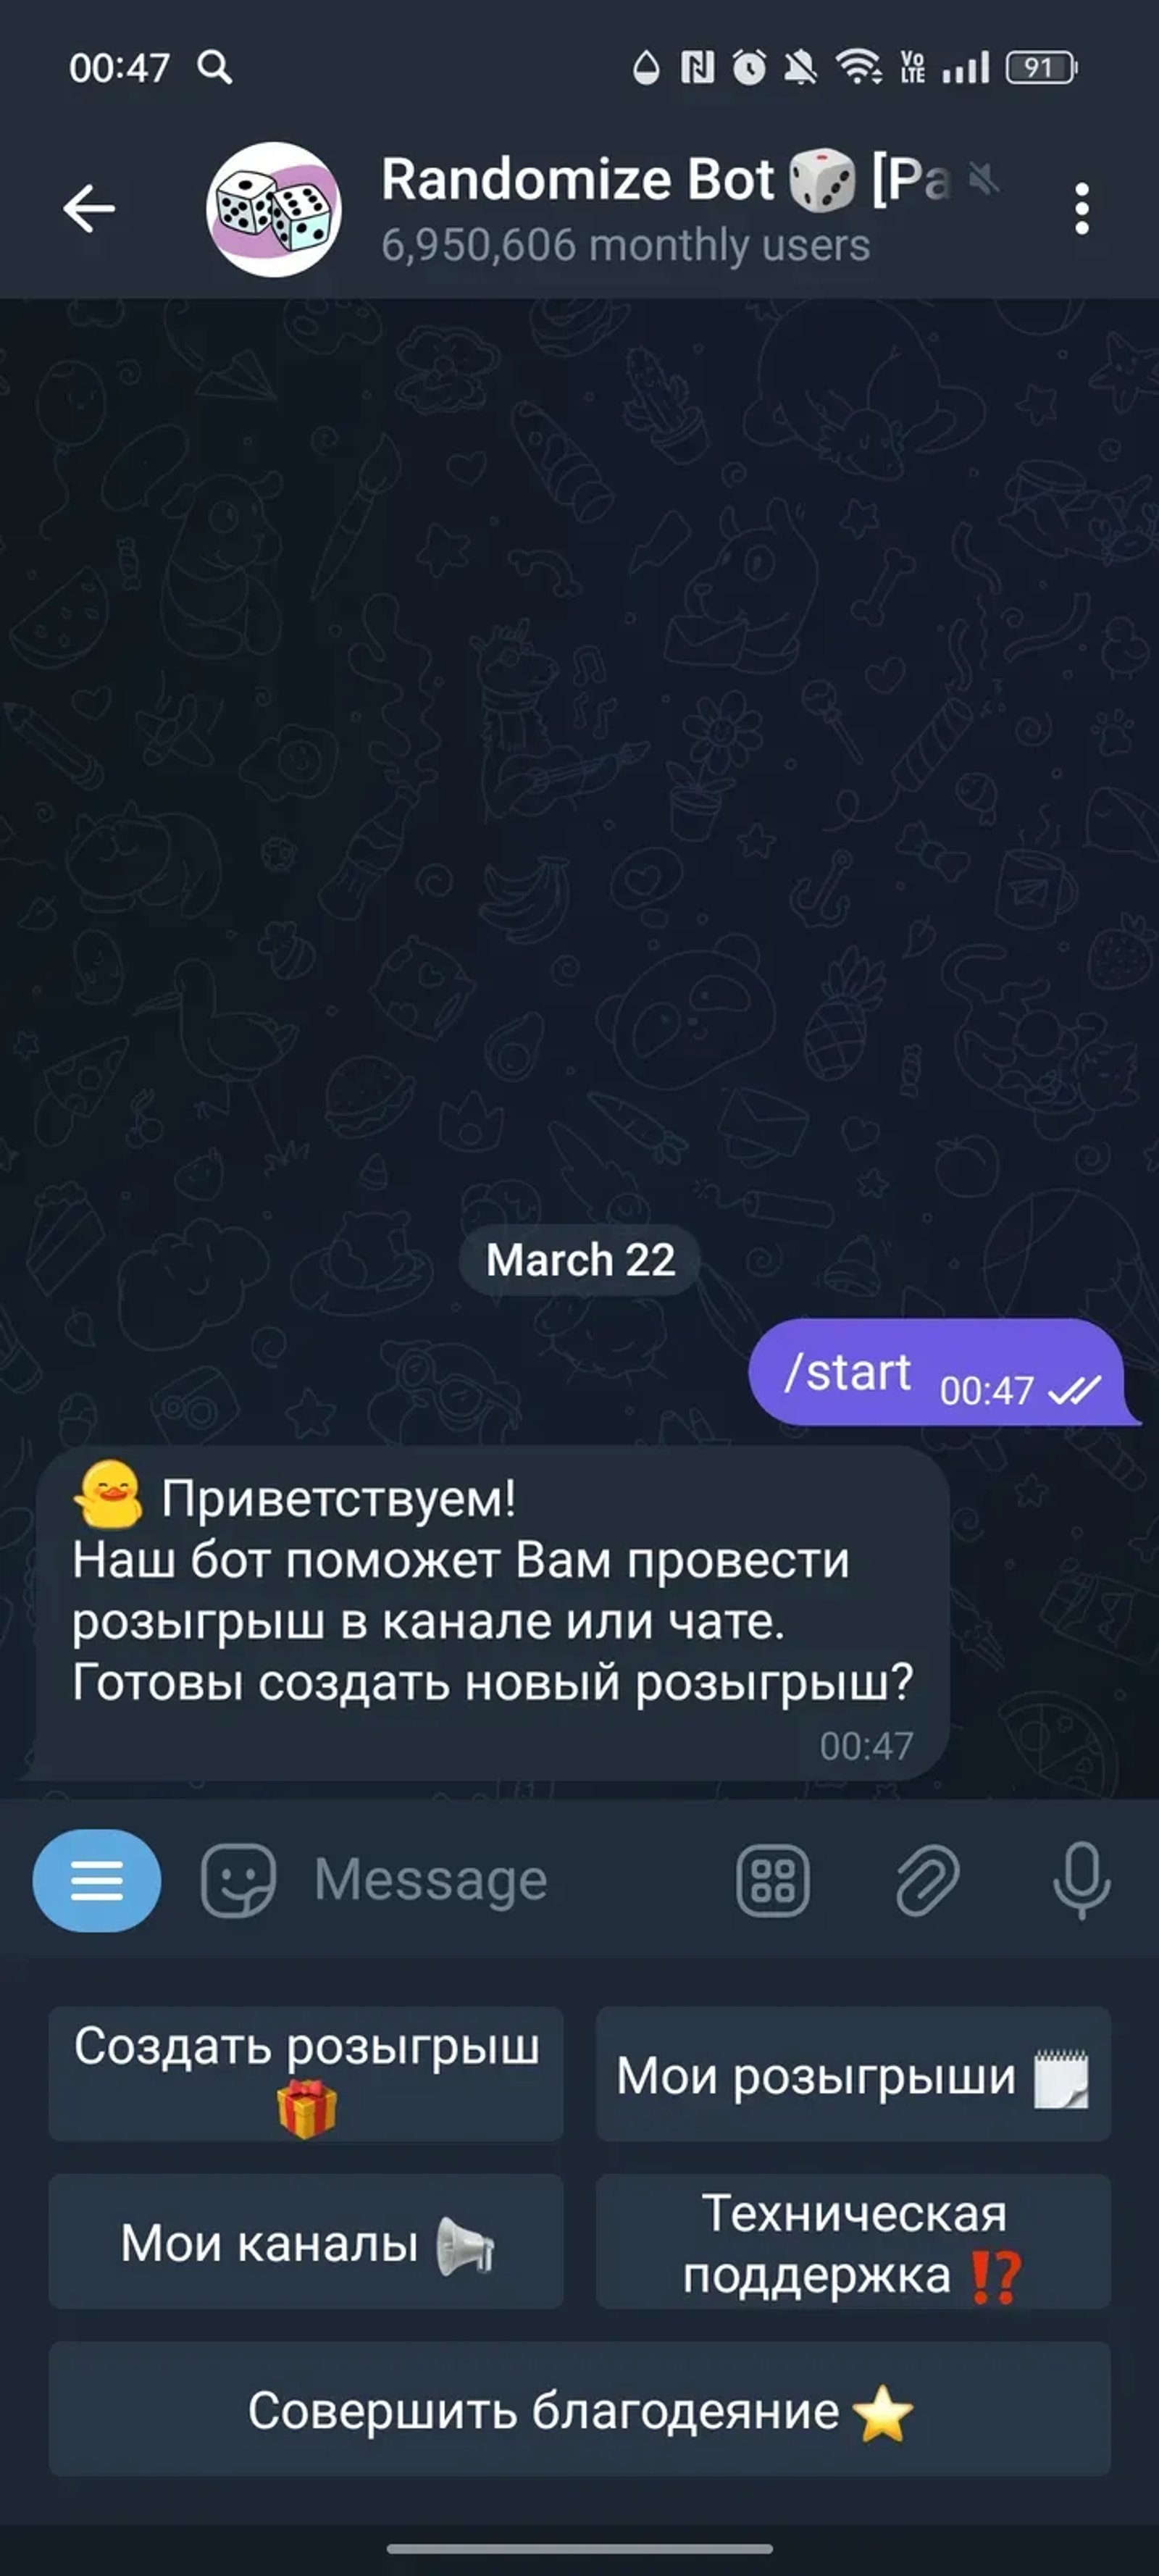 00:47
Vo
LTE
91
Randomize Bot 🎲 [Pa
6,950,606 monthly users
March 22
/start 00:47
🐥 Приветствуем!
Наш бот поможет Вам провести
розыгрыш в канале или чате.
Готовы создать новый розыгрыш?
00:47
Message
Создать розыгрыш
🎁
Мои розыгрыши 🗒
Мои каналы 📢
Техническая
поддержка ⁉️
Совершить благодеяние ⭐